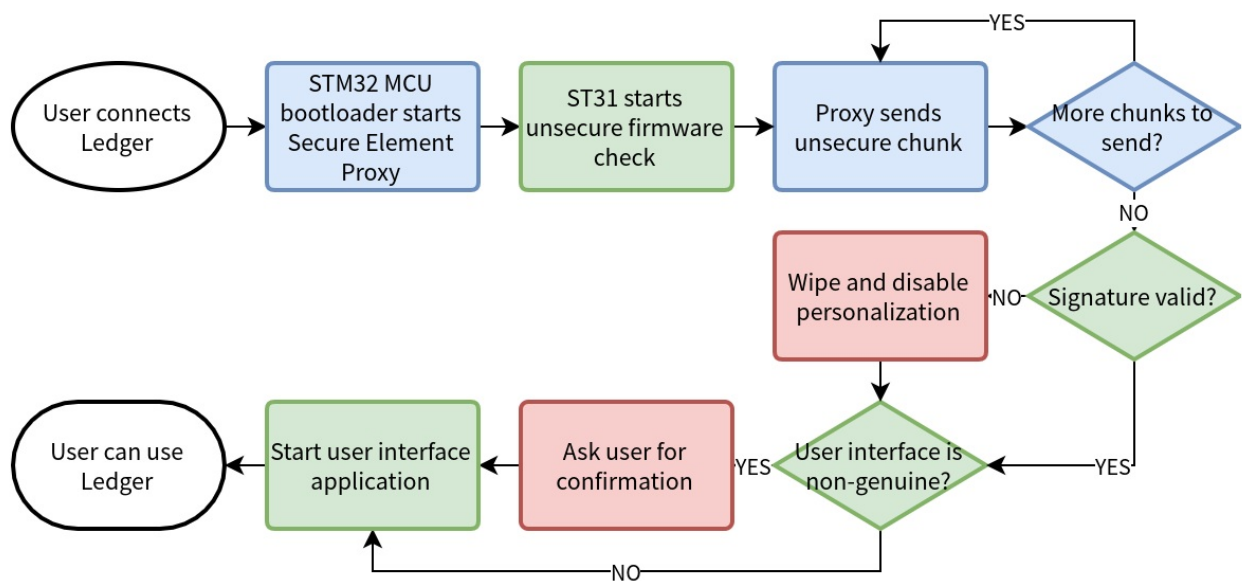 YES
User connects
Ledger
STM32 MCU
bootloader starts
Secure Element
Proxy
ST31 starts
unsecure firmware
check
Proxy sends
unsecure chunk
More chunks to
send?
NO
Wipe and disable
personalization
NO
Signature valid?
User can use
Ledger
Start user interface
application
Ask user for
confirmation
YES
User interface is
non-genuine?
YES
NO